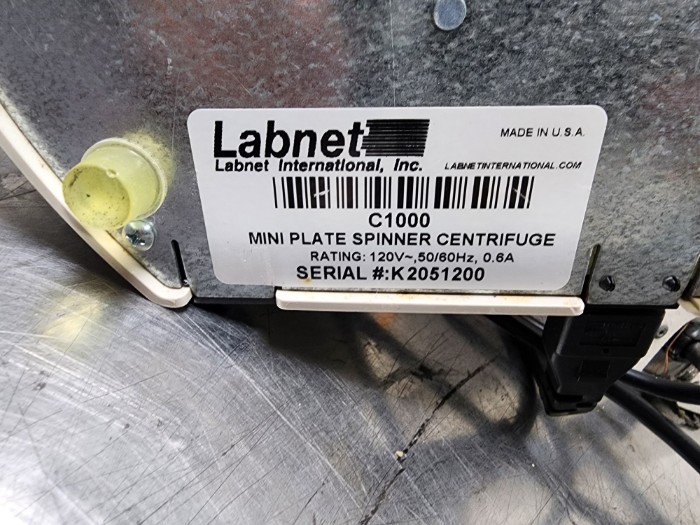 Labnet
MADE IN U.S.A.
Labnet International, Inc.
LABNETINTERNATIONAL.COM
C1000
MINI PLATE SPINNER CENTRIFUGE
RATING: 120V~,50/60Hz, 0.6A
SERIAL #:K2051200